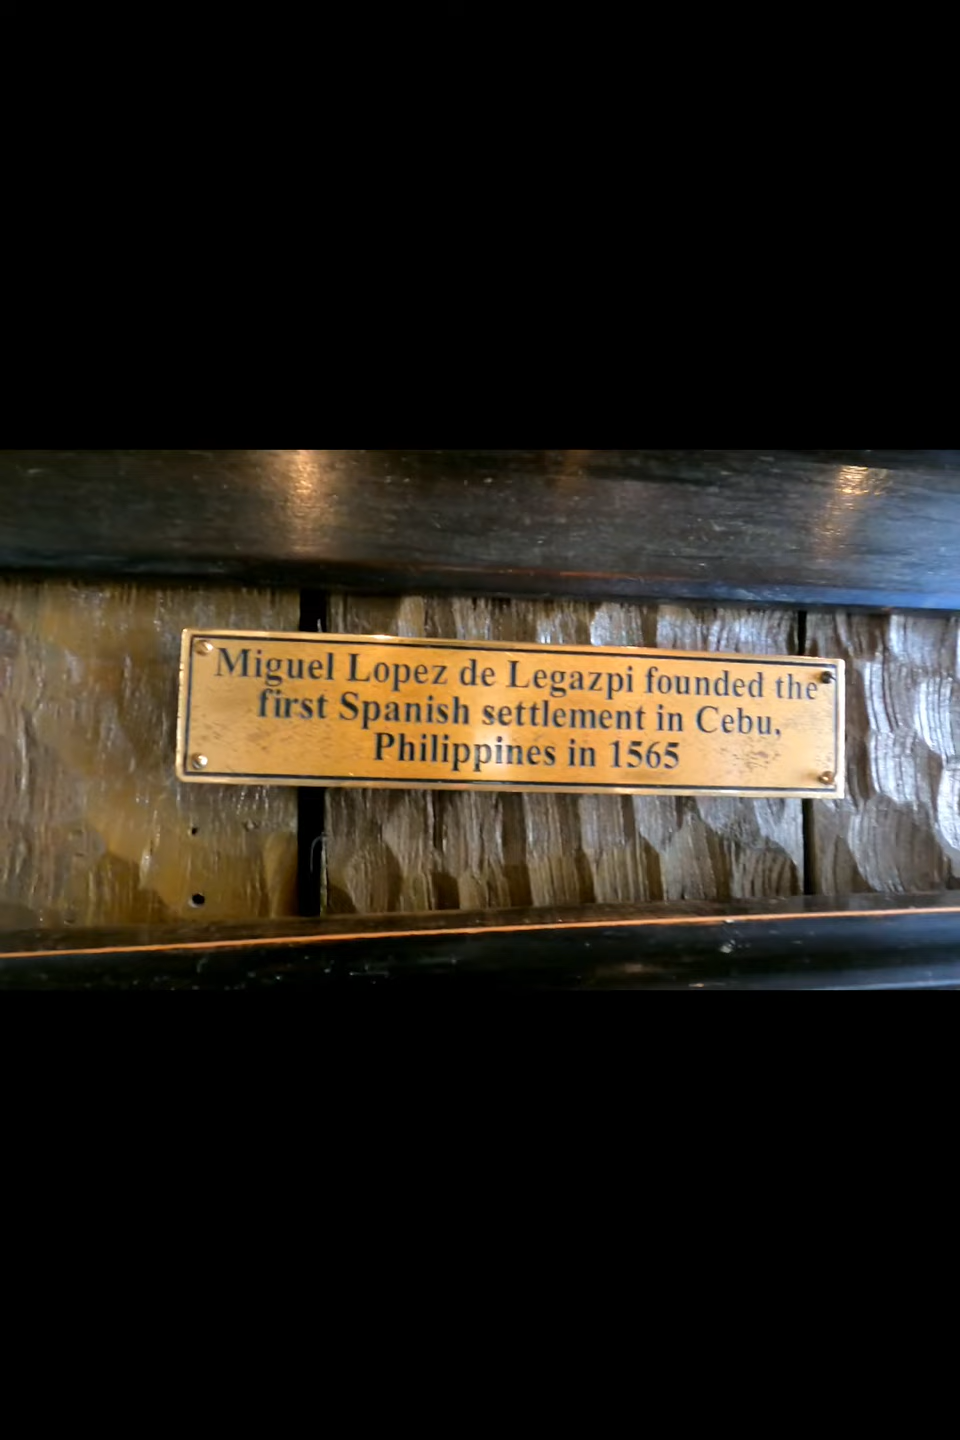 Miguel Lopez de Legazpi founded the
first Spanish settlement in Cebu,
Philippines in 1565